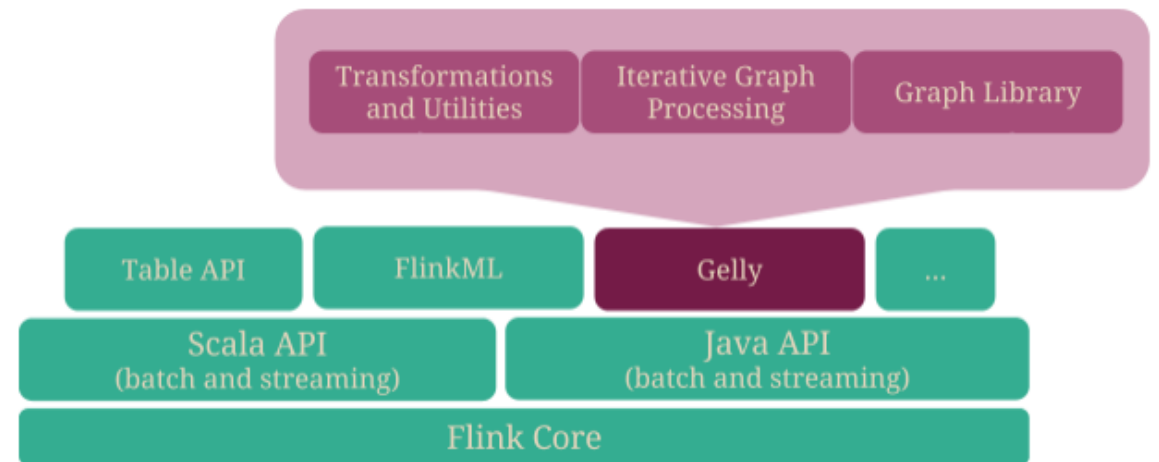 Transformations
and Utilities
Iterative Graph
Processing
Graph Library
Table API
FlinkML
Gelly
...
Scala API
(batch and streaming)
Java API
(batch and streaming)
Flink Core